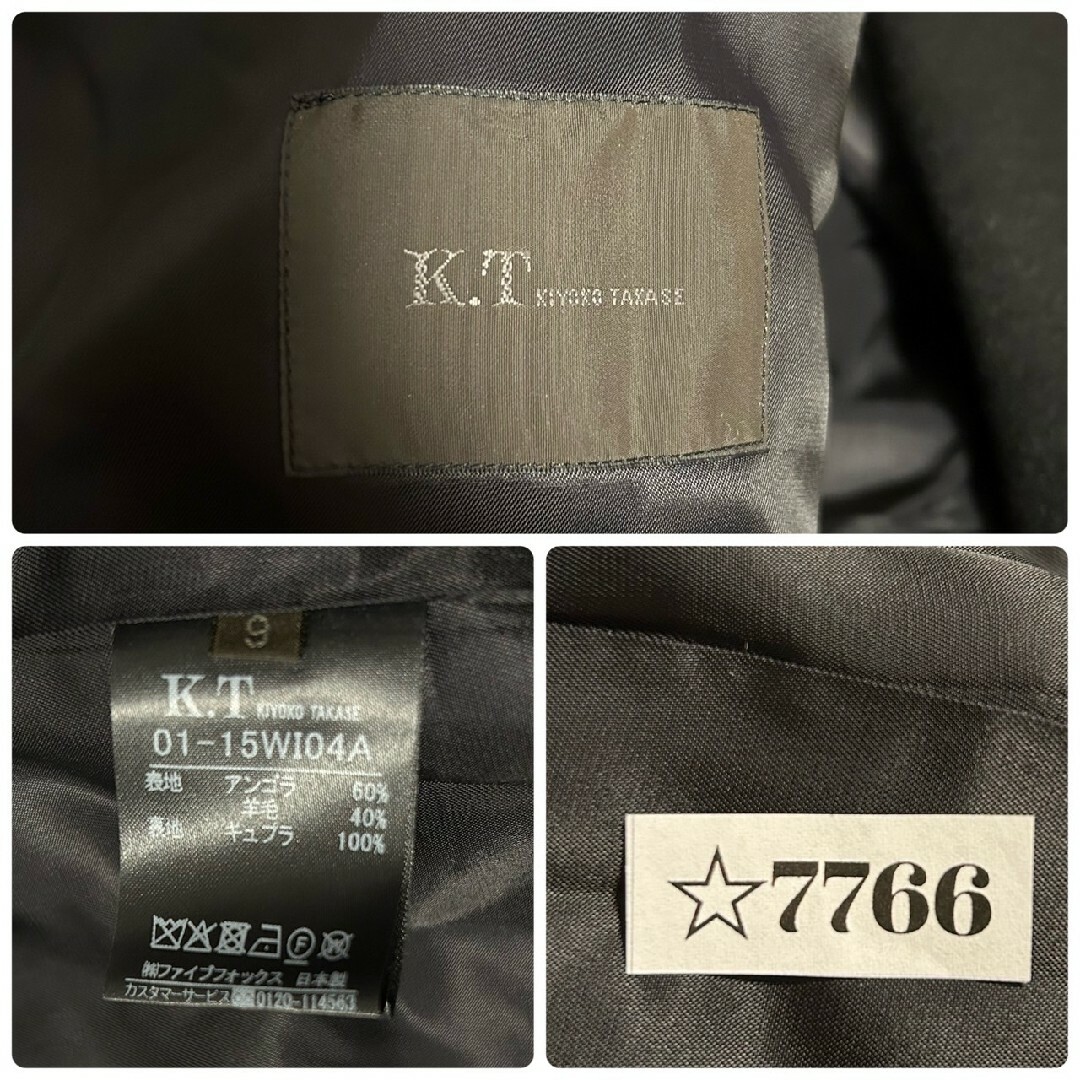 K.T KIYOKO TAKASE
9
K.T KIYOKO TAKASE
01-15WI04A
表地 アンゴラ 60%
羊毛 40%
表地 キュプラ 100%
F W
㈱ファイブフォックス 日本製
カスタマーサービス 0120-114563
☆7766